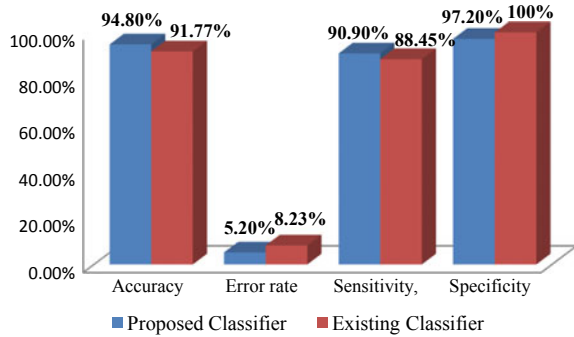 94.80% 91.77% 90.90% 88.45% 97.20% 100%
100.00%
80.00%
60.00%
40.00%
20.00%
5.20% 8.23%
0.00%
Accuracy Error rate Sensitivity, Specificity
Proposed Classifier Existing Classifier